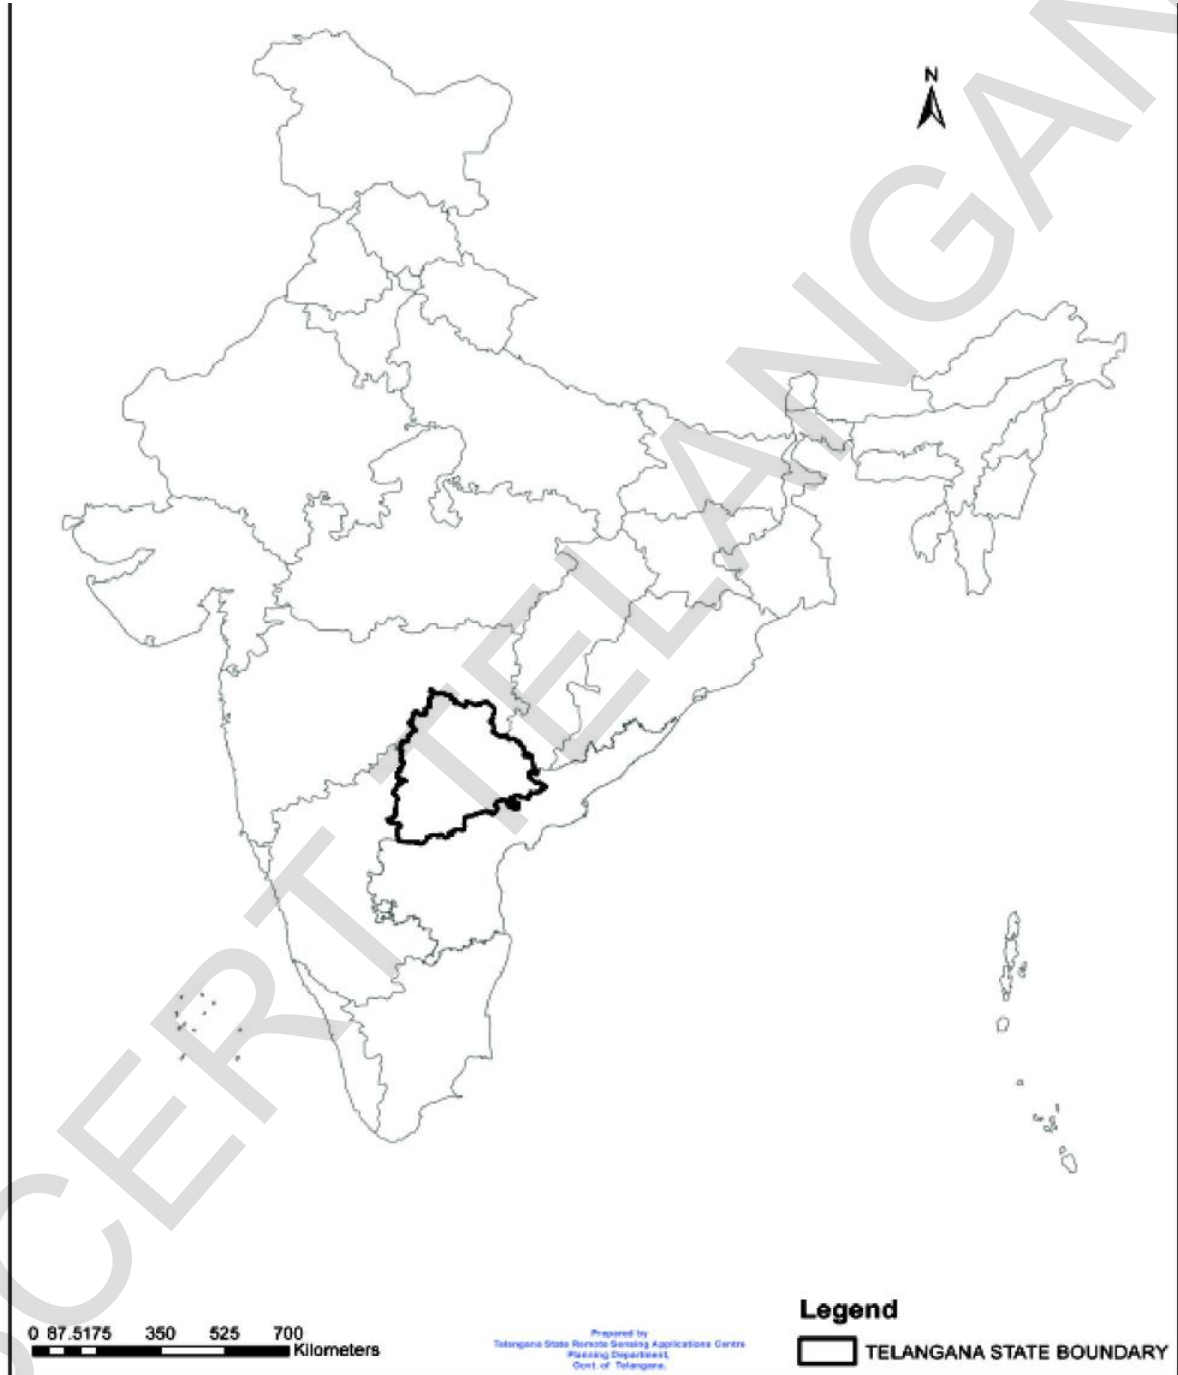 N
SCERT TELANGANA
0 87.5175 350 525 700
Kilometers
Prepared by
Telangana State Remote Sensing Applications Centre
Planning Department,
Govt. of Telangana.
Legend
TELANGANA STATE BOUNDARY